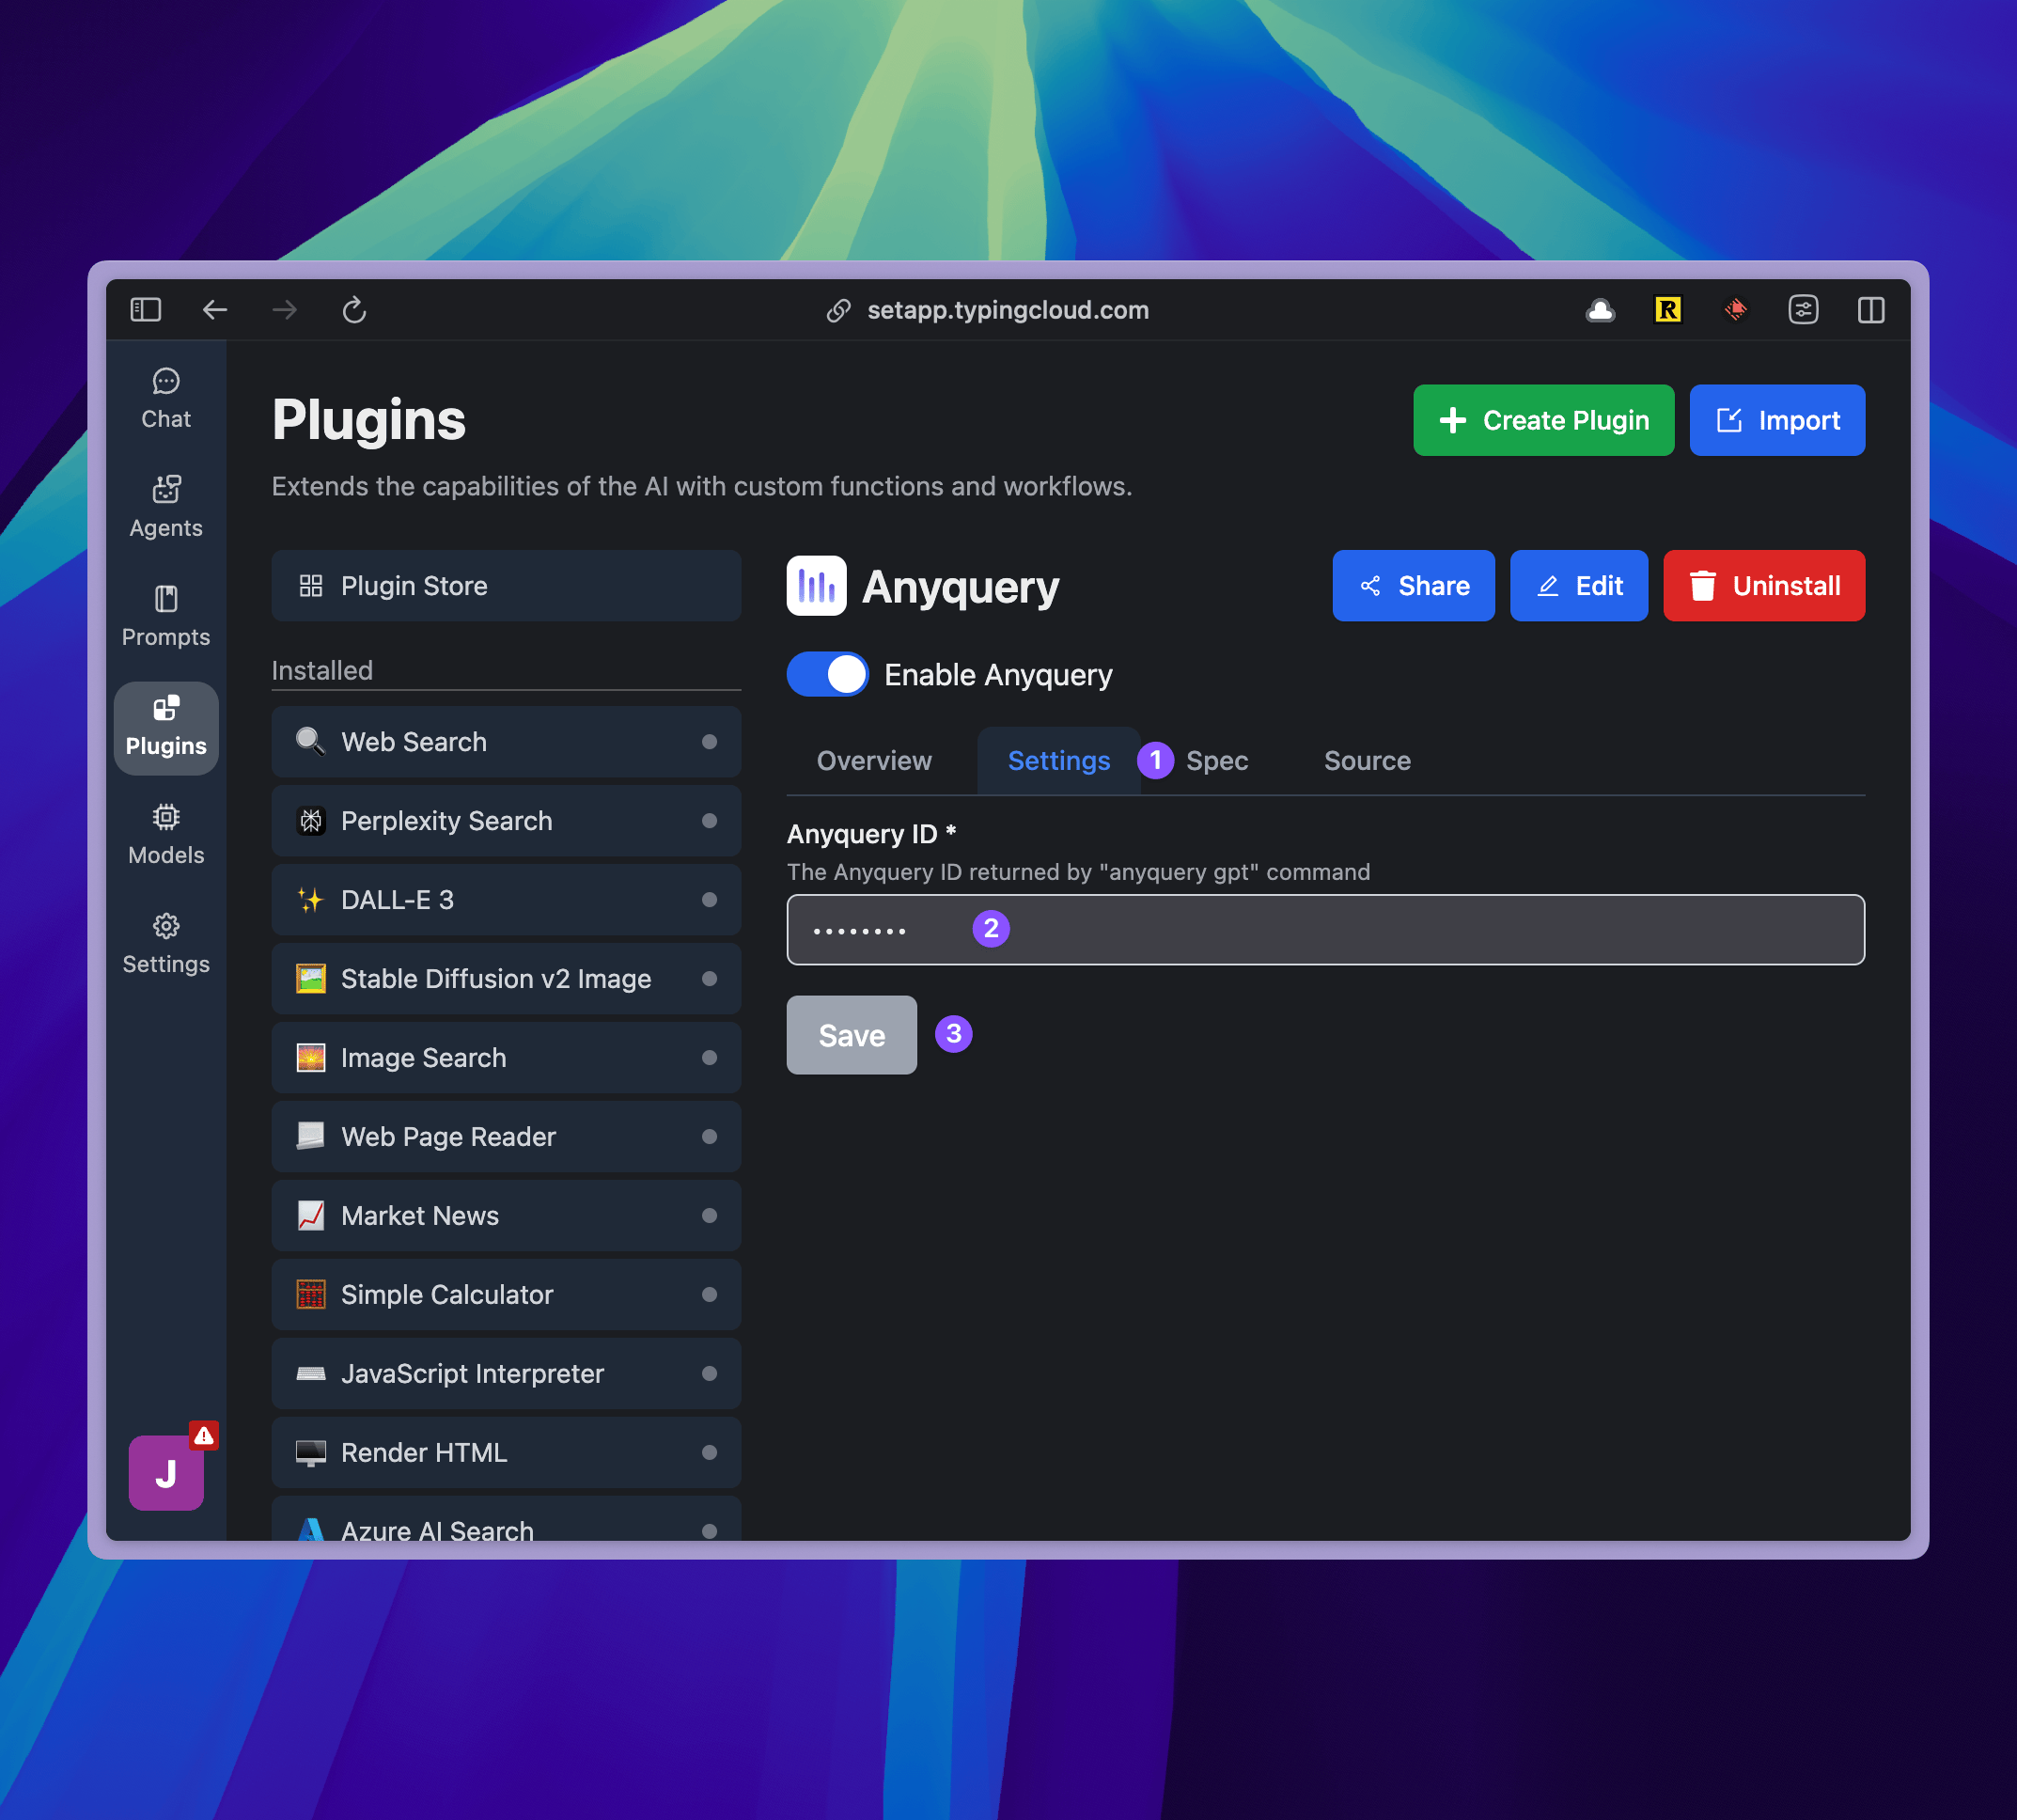 setapp.typingcloud.com
R
Chat
Agents
Prompts
Plugins
Models
Settings
J
Plugins
Extends the capabilities of the AI with custom functions and workflows.
Create Plugin
Import
Plugin Store
Installed
Web Search
Perplexity Search
DALL-E 3
Stable Diffusion v2 Image
Image Search
Web Page Reader
Market News
Simple Calculator
JavaScript Interpreter
Render HTML
Azure AI Search
Anyquery
Share
Edit
Uninstall
Enable Anyquery
Overview
Settings
1
Spec
Source
Anyquery ID *
The Anyquery ID returned by "anyquery gpt" command
••••••••
2
Save
3